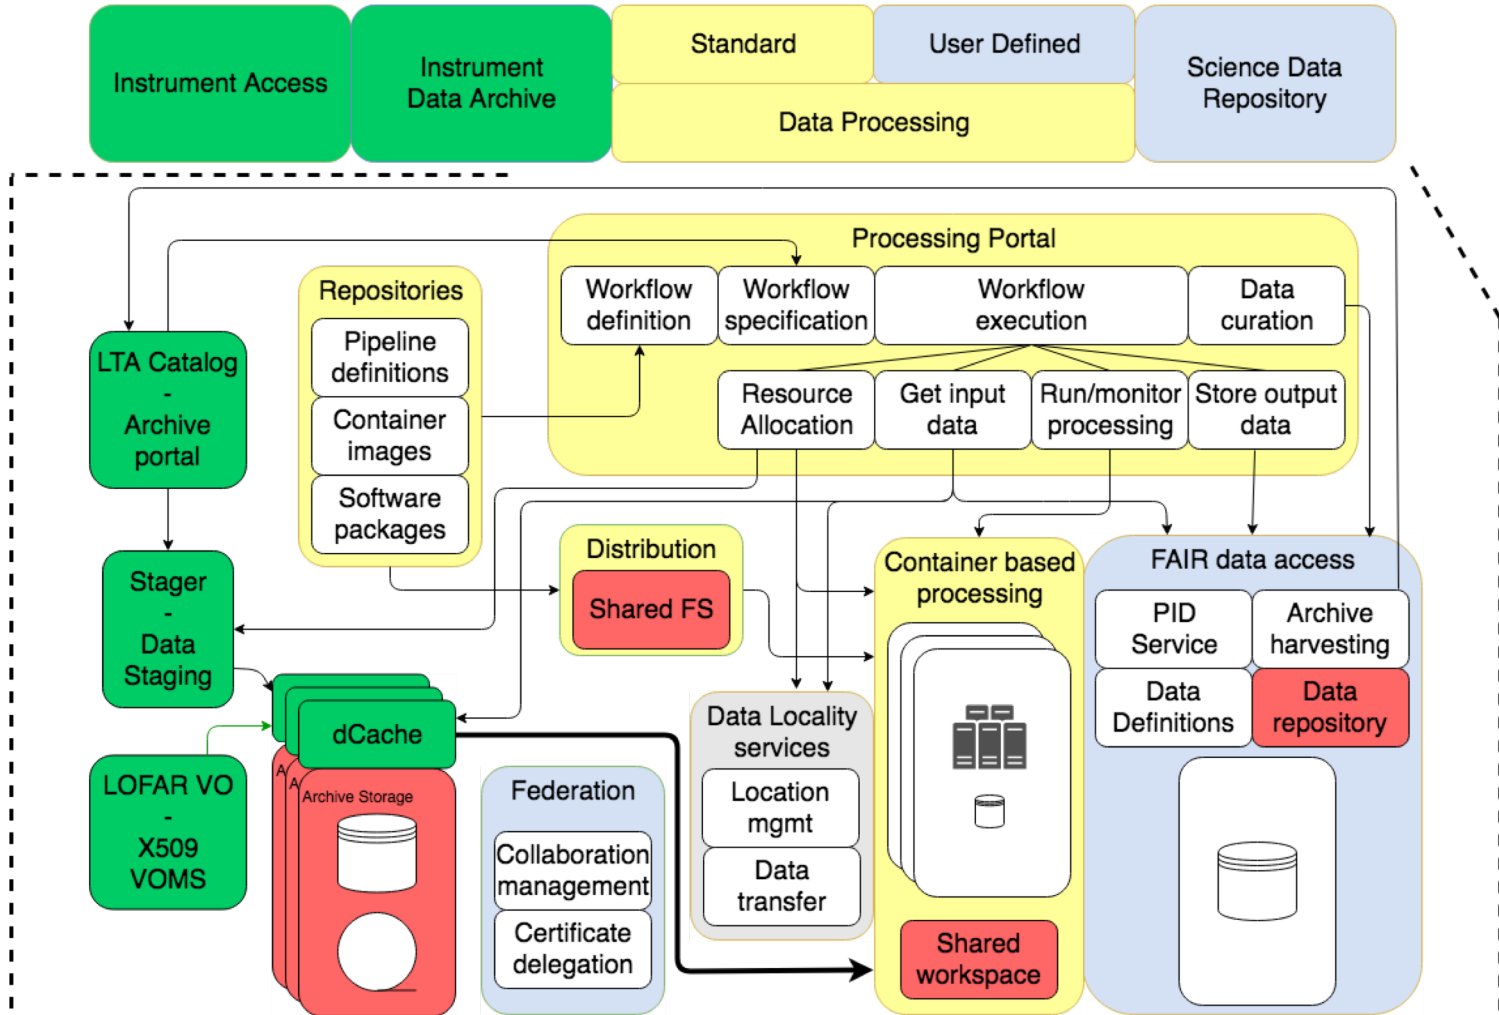 Instrument Access
Instrument
Data Archive
Standard
User Defined
Data Processing
Science Data
Repository
Processing Portal
Workflow
definition
Workflow
specification
Workflow
execution
Data
curation
Resource
Allocation
Get input
data
Run/monitor
processing
Store output
data
Repositories
Pipeline
definitions
Container
images
Software
packages
LTA Catalog
-
Archive
portal
Stager
-
Data
Staging
Distribution
Shared FS
Container based
processing
FAIR data access
PID
Service
Archive
harvesting
Data
Definitions
Data
repository
dCache
Data Locality
services
Location
mgmt
Data
transfer
LOFAR VO
-
X509
VOMS
A
A
Archive Storage
Federation
Collaboration
management
Certificate
delegation
Shared
workspace